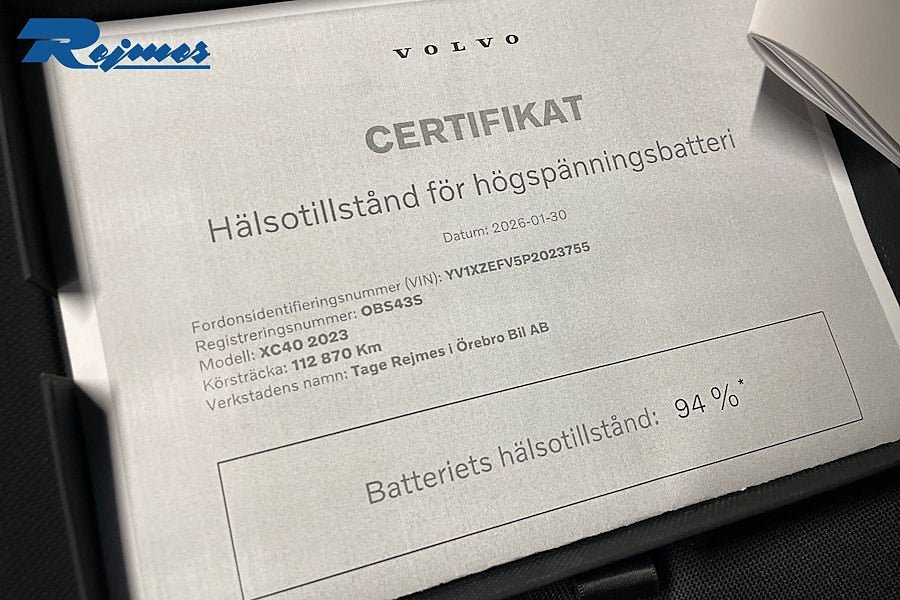 Rejmes
VOLVO
CERTIFIKAT
Hälsotillstånd för högspänningsbatteri
Datum: 2026-01-30
Fordonsidentifieringsnummer (VIN): YV1XZEFV5P2023755
Registreringsnummer: OBS43S
Modell: XC40 2023
Körsträcka: 112 870 Km
Verkstadens namn: Tage Rejmes i Örebro Bil AB
Batteriets hälsotillstånd: 94 %*